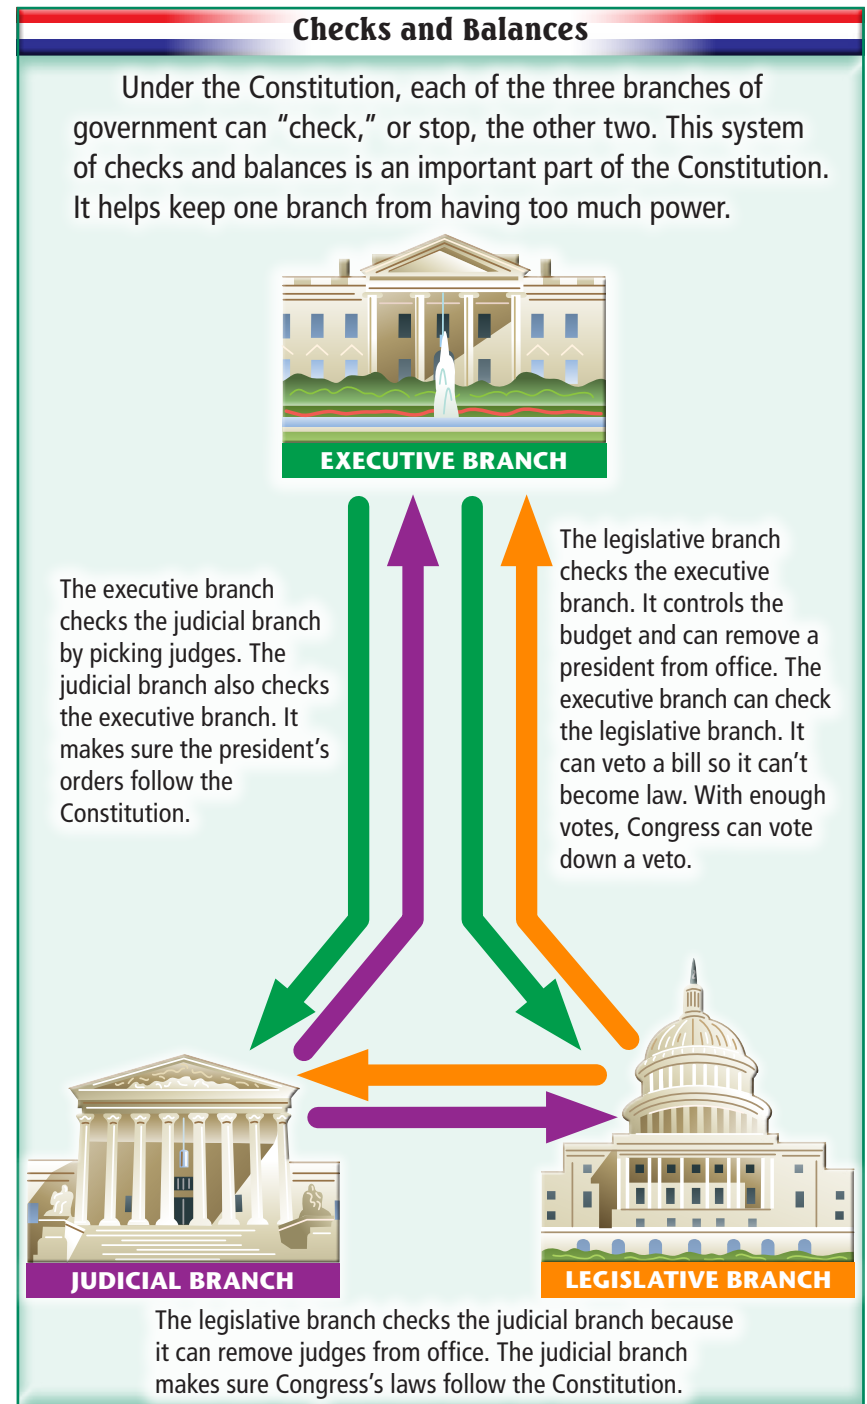 Checks and Balances
Under the Constitution, each of the three branches of
government can “check,” or stop, the other two. This system
of checks and balances is an important part of the Constitution.
It helps keep one branch from having too much power.
EXECUTIVE BRANCH
The executive branch
checks the judicial branch
by picking judges. The
judicial branch also checks
the executive branch. It
makes sure the president’s
orders follow the
Constitution.
The legislative branch
checks the executive
branch. It controls the
budget and can remove a
president from office. The
executive branch can check
the legislative branch. It
can veto a bill so it can’t
become law. With enough
votes, Congress can vote
down a veto.
JUDICIAL BRANCH
LEGISLATIVE BRANCH
The legislative branch checks the judicial branch because
it can remove judges from office. The judicial branch
makes sure Congress’s laws follow the Constitution.